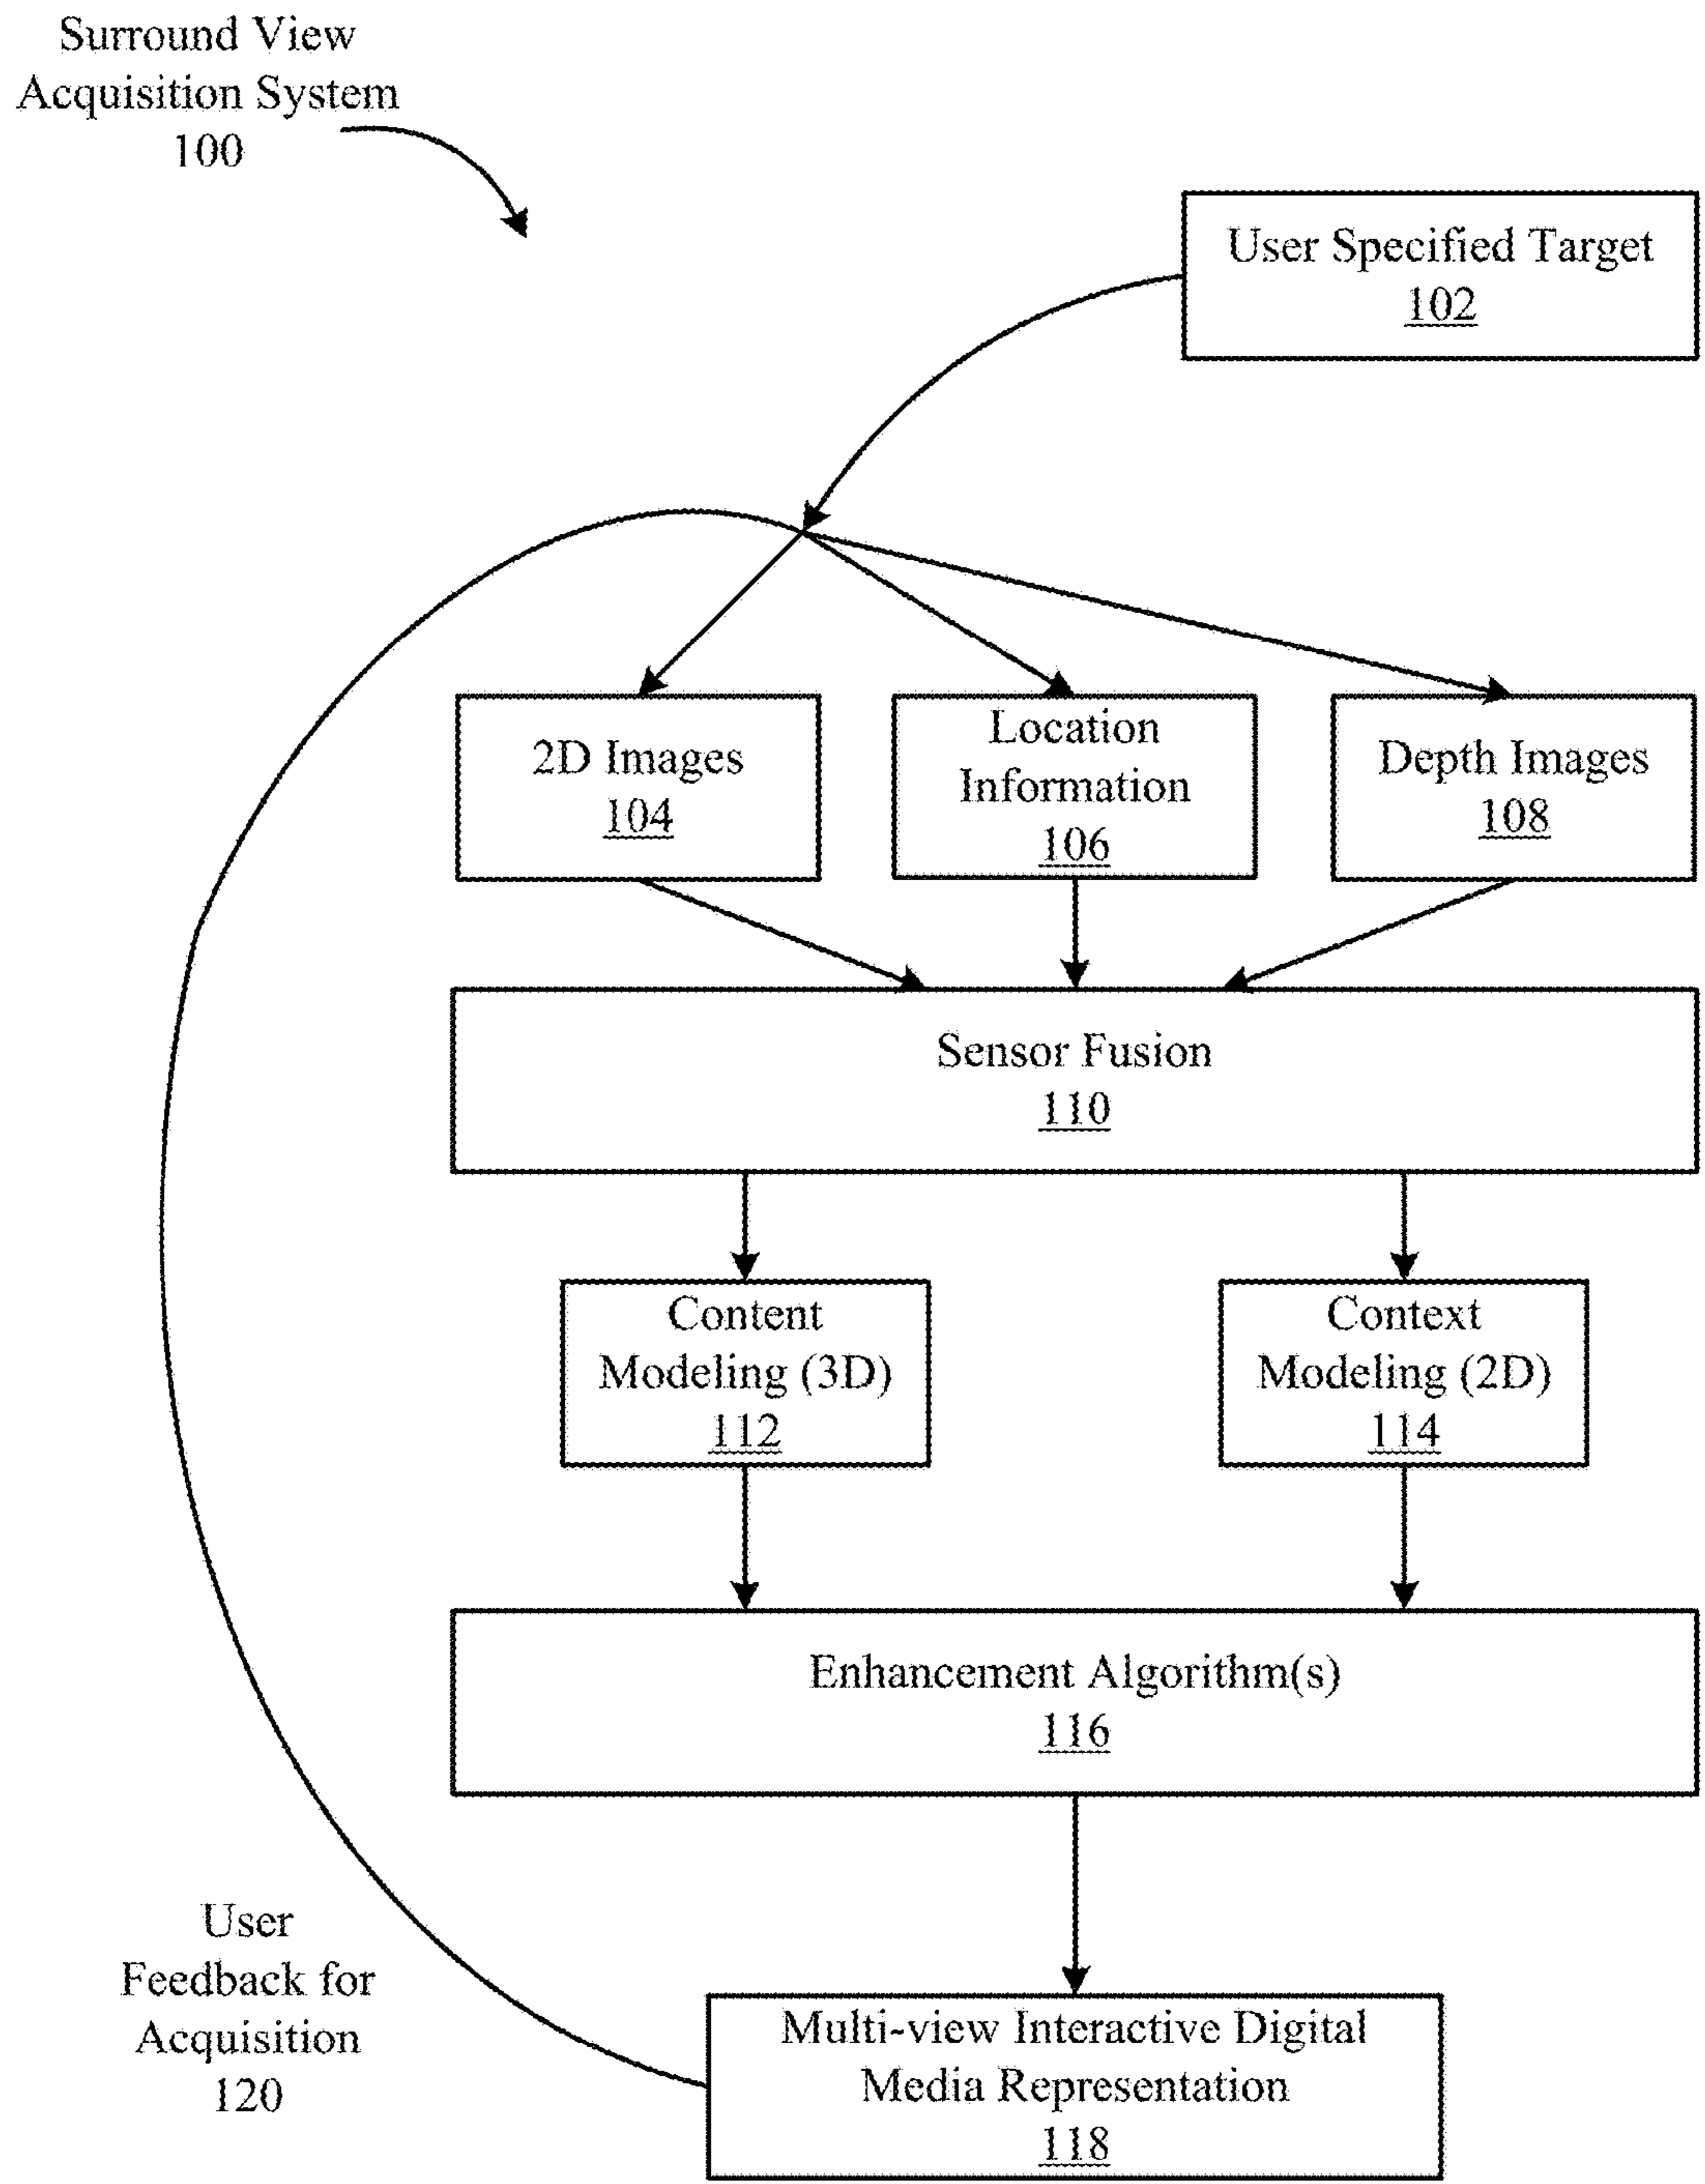 Surround View
Acquisition System
100
User Specified Target
102
2D Images
104
Location
Information
106
Depth Images
108
Sensor Fusion
110
Content
Modeling (3D)
112
Context
Modeling (2D)
114
Enhancement Algorithm(s)
116
User
Feedback for
Acquisition
120
Multi-view Interactive Digital
Media Representation
118